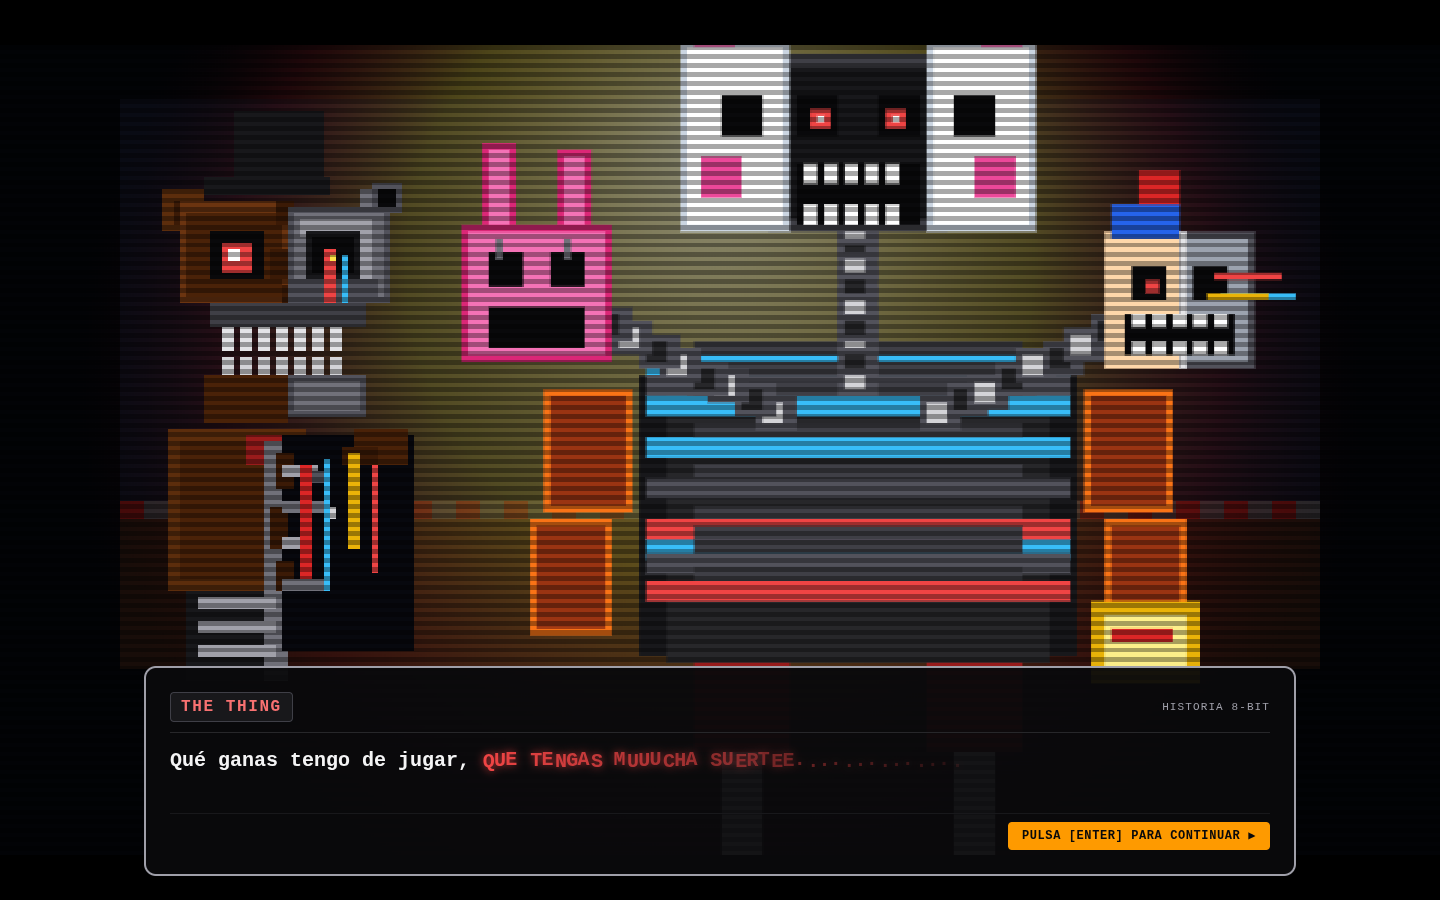 THE THING
HISTORIA 8-BIT
Qué ganas tengo de jugar, QUE TENGAS MUUUCHA SUERTEE..............
PULSA [ENTER] PARA CONTINUAR ►